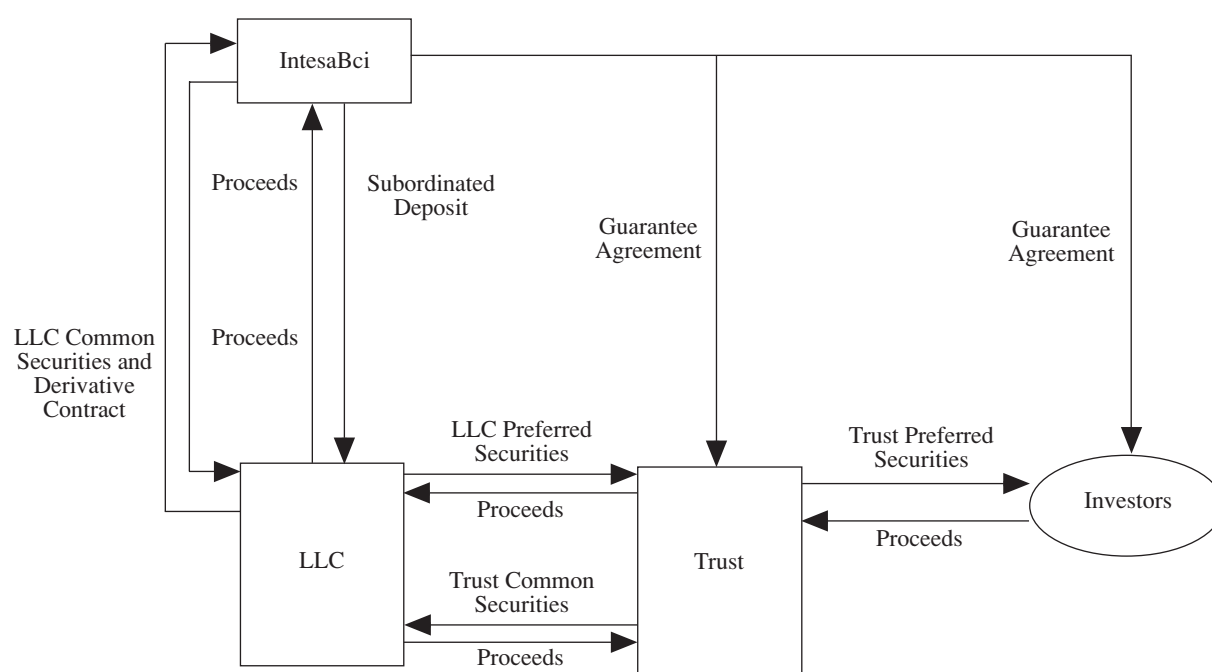 IntesaBci
Proceeds
Subordinated
Deposit
Guarantee
Agreement
Guarantee
Agreement
LLC Common
Securities and
Derivative
Contract
Proceeds
LLC Preferred
Securities
Proceeds
Trust Preferred
Securities
Proceeds
Investors
LLC
Trust
Trust Common
Securities
Proceeds